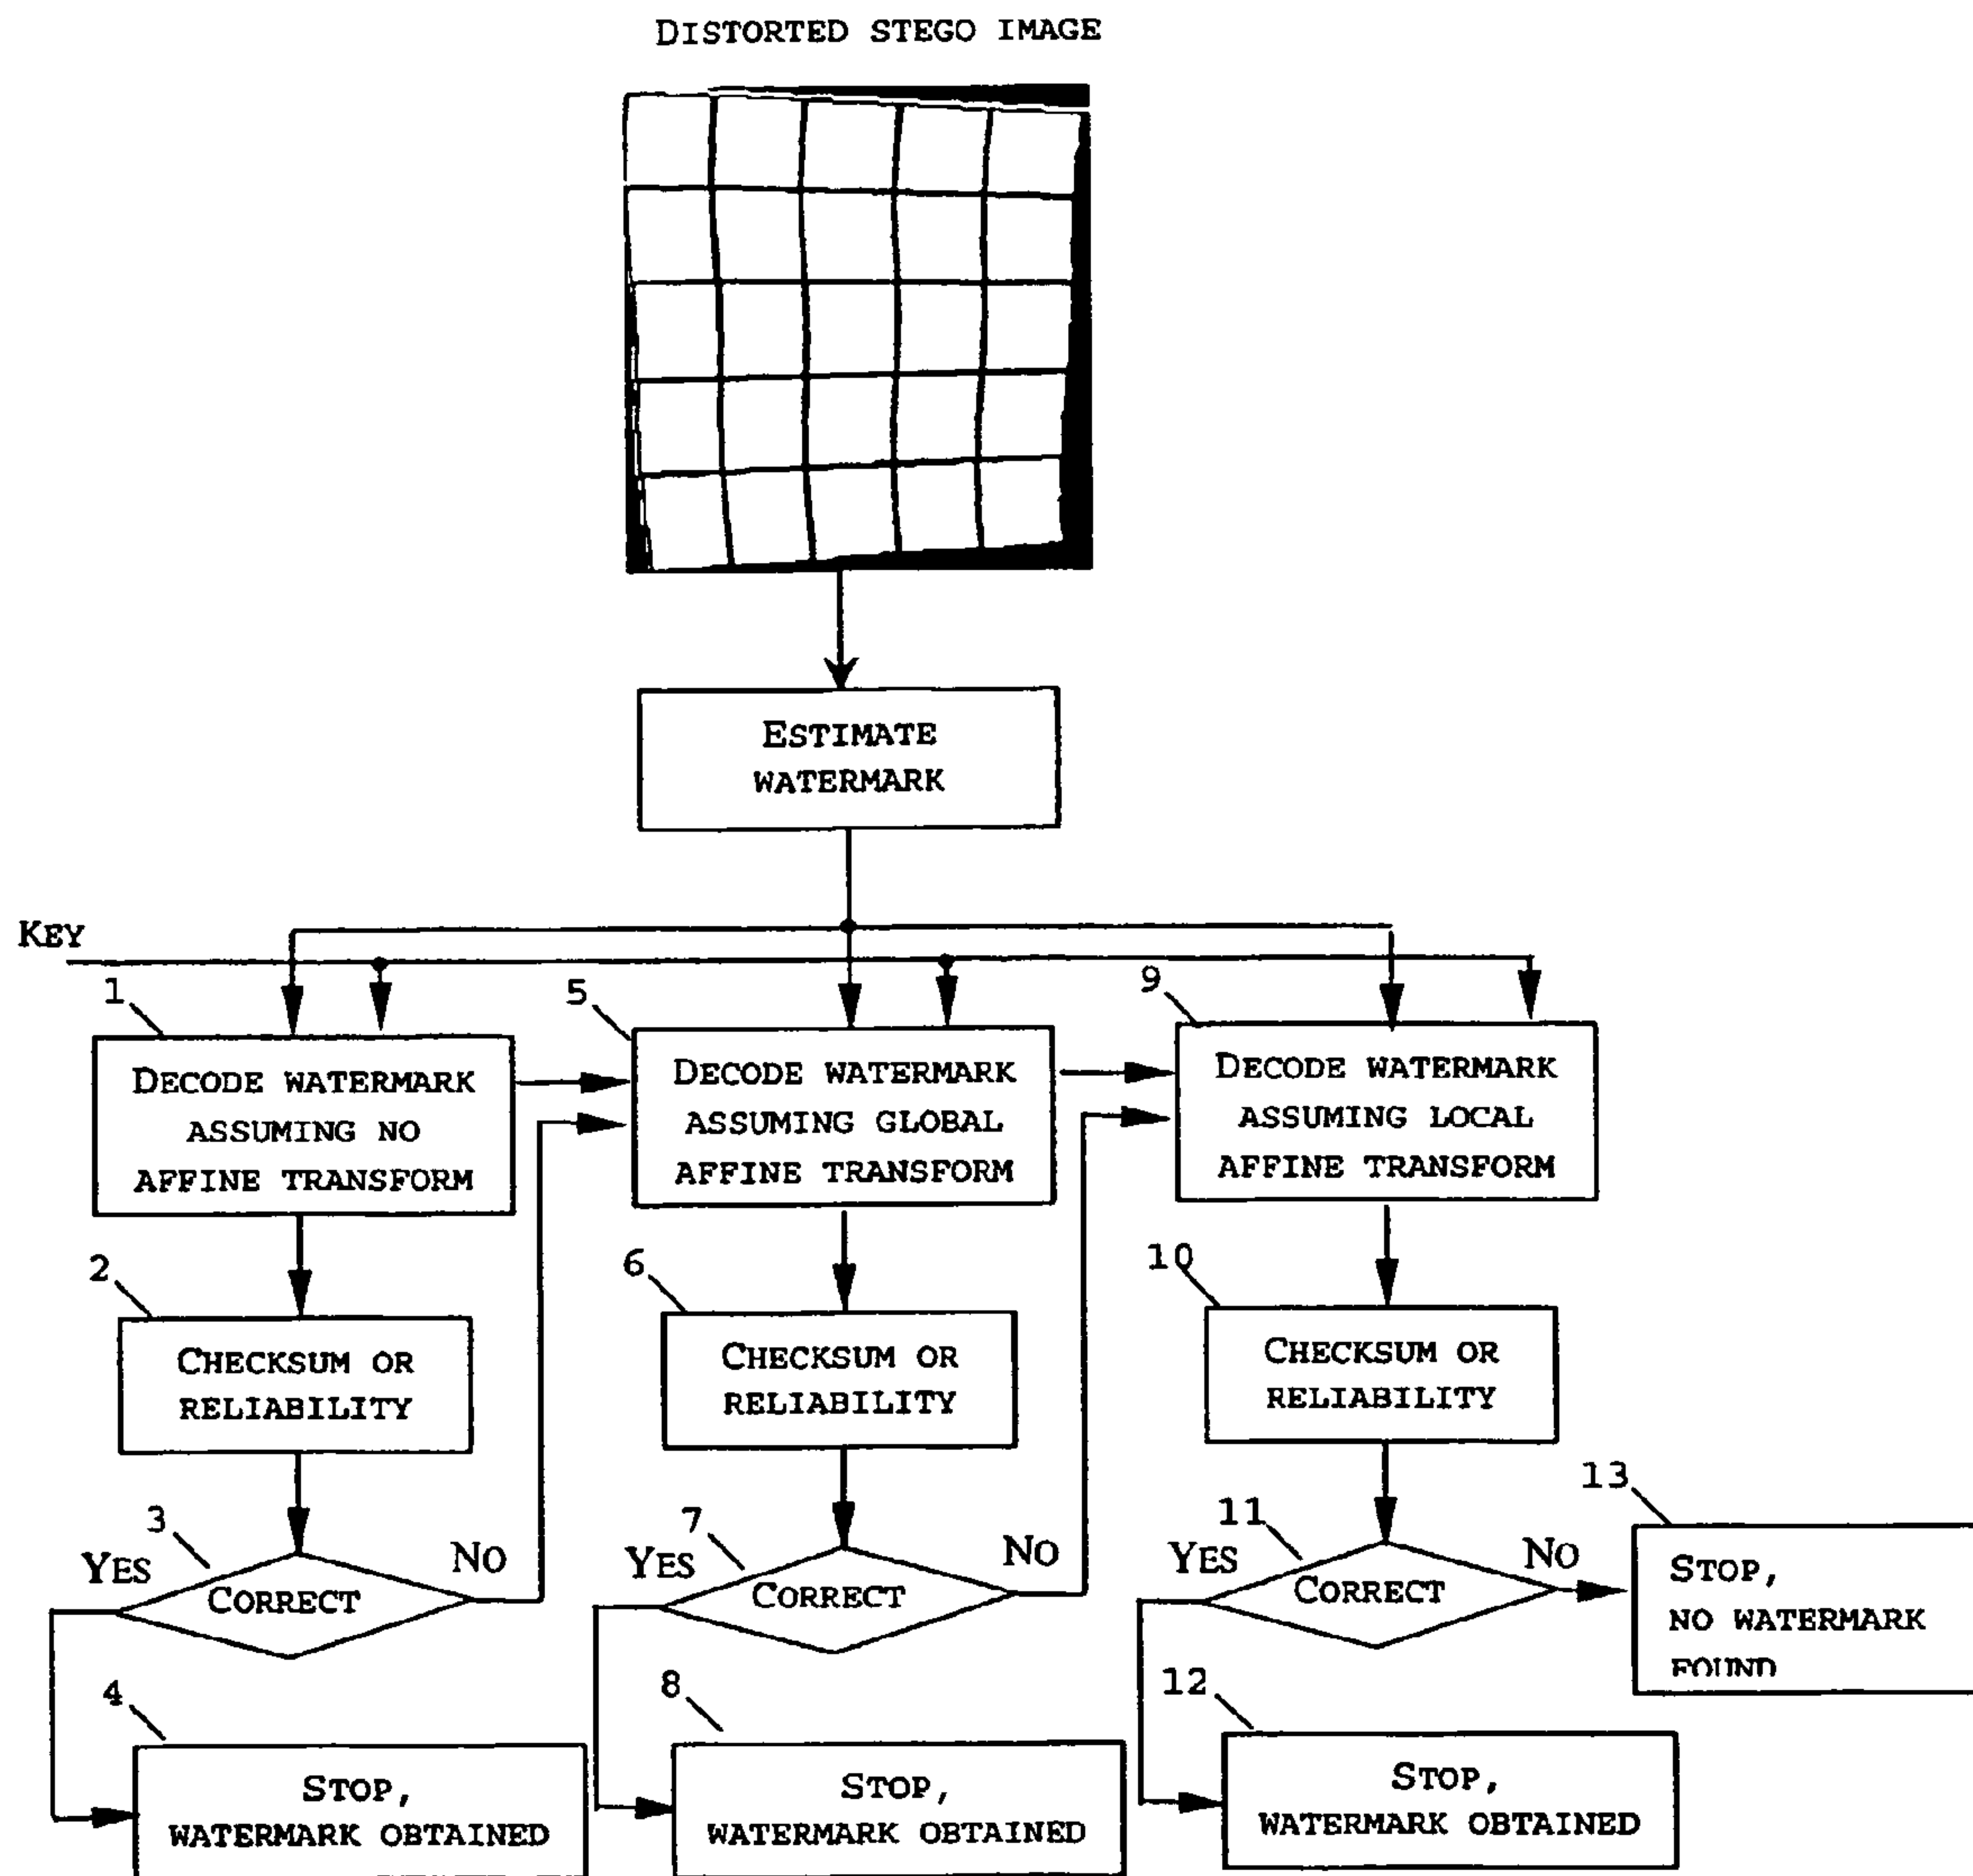 DISTORTED STEGO IMAGE
ESTIMATE
WATERMARK
KEY
1
DECODE WATERMARK
ASSUMING NO
AFFINE TRANSFORM
5
DECODE WATERMARK
ASSUMING GLOBAL
AFFINE TRANSFORM
9
DECODE WATERMARK
ASSUMING LOCAL
AFFINE TRANSFORM
2
CHECKSUM OR
RELIABILITY
6
CHECKSUM OR
RELIABILITY
10
CHECKSUM OR
RELIABILITY
3
YES
CORRECT
NO
7
YES
CORRECT
NO
11
YES
CORRECT
NO
13
STOP,
NO WATERMARK
FOUND
4
STOP,
WATERMARK OBTAINED
8
STOP,
WATERMARK OBTAINED
12
STOP,
WATERMARK OBTAINED